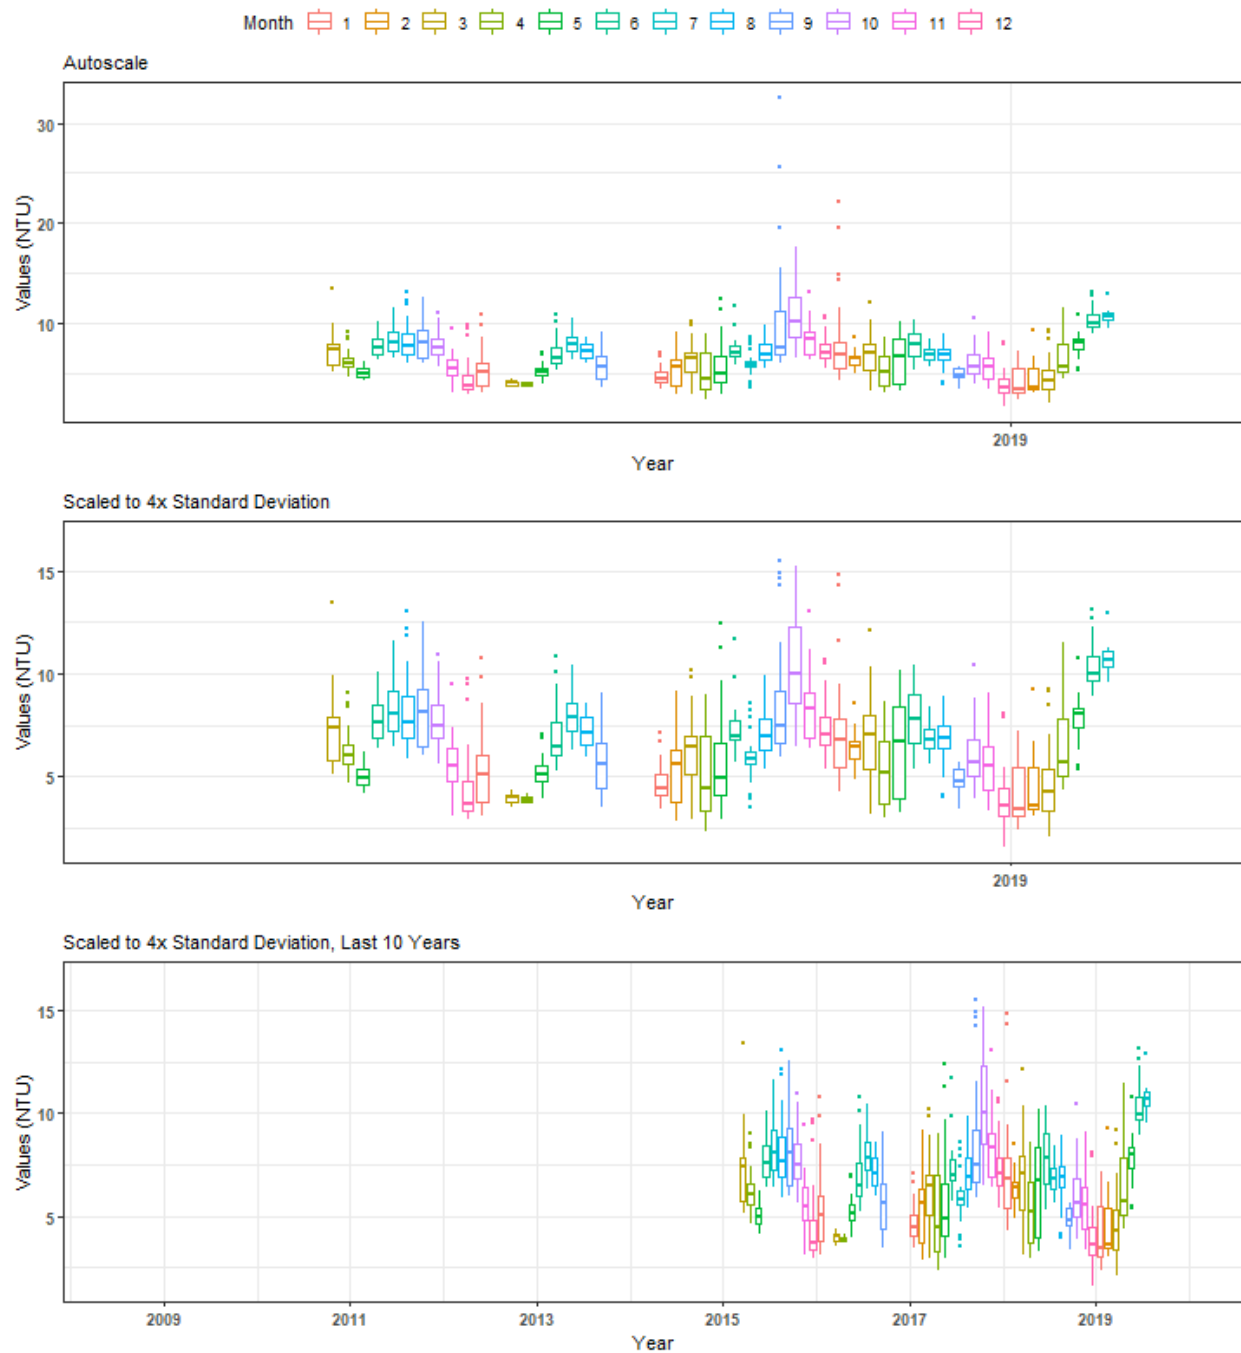 Month 1 2 3 4 5 6 7 8 9 10 11 12
Autoscale
Values (NTU)
30
20
10
2019
Year
Scaled to 4x Standard Deviation
Values (NTU)
15
10
5
2019
Year
Scaled to 4x Standard Deviation, Last 10 Years
Values (NTU)
15
10
5
2009 2011 2013 2015 2017 2019
Year